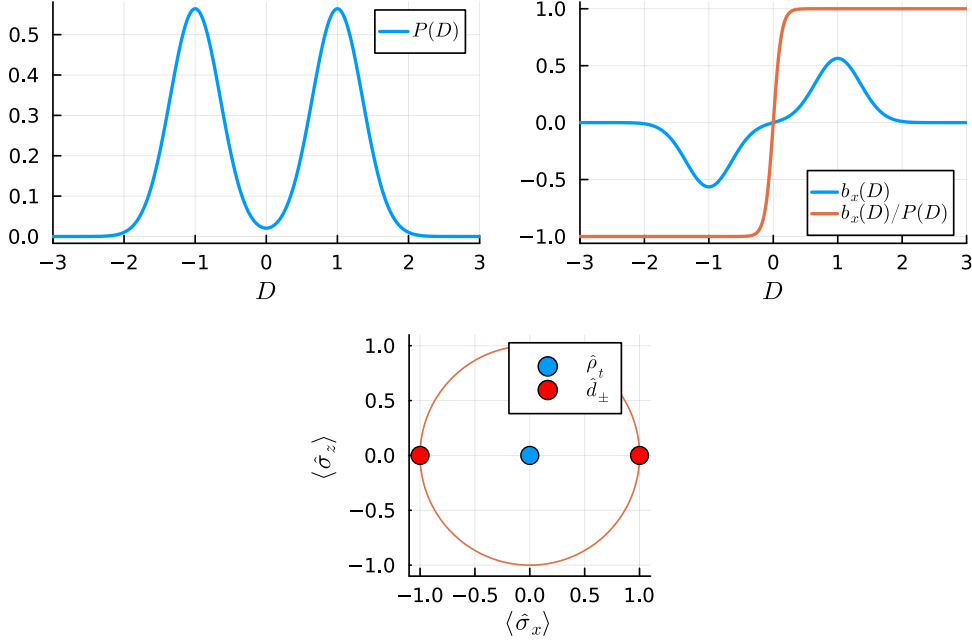 0.5
0.4
0.3
0.2
0.1
0.0
−3 −2 −1 0 1 2 3
D
P(D)
1.0
0.5
0.0
−0.5
−1.0
−3 −2 −1 0 1 2 3
D
b_x(D)
b_x(D)/P(D)
1.0
0.5
0.0
−0.5
−1.0
⟨σ̂_z⟩
−1.0 −0.5 0.0 0.5 1.0
⟨σ̂_x⟩
ρ̂_t
d̂_±